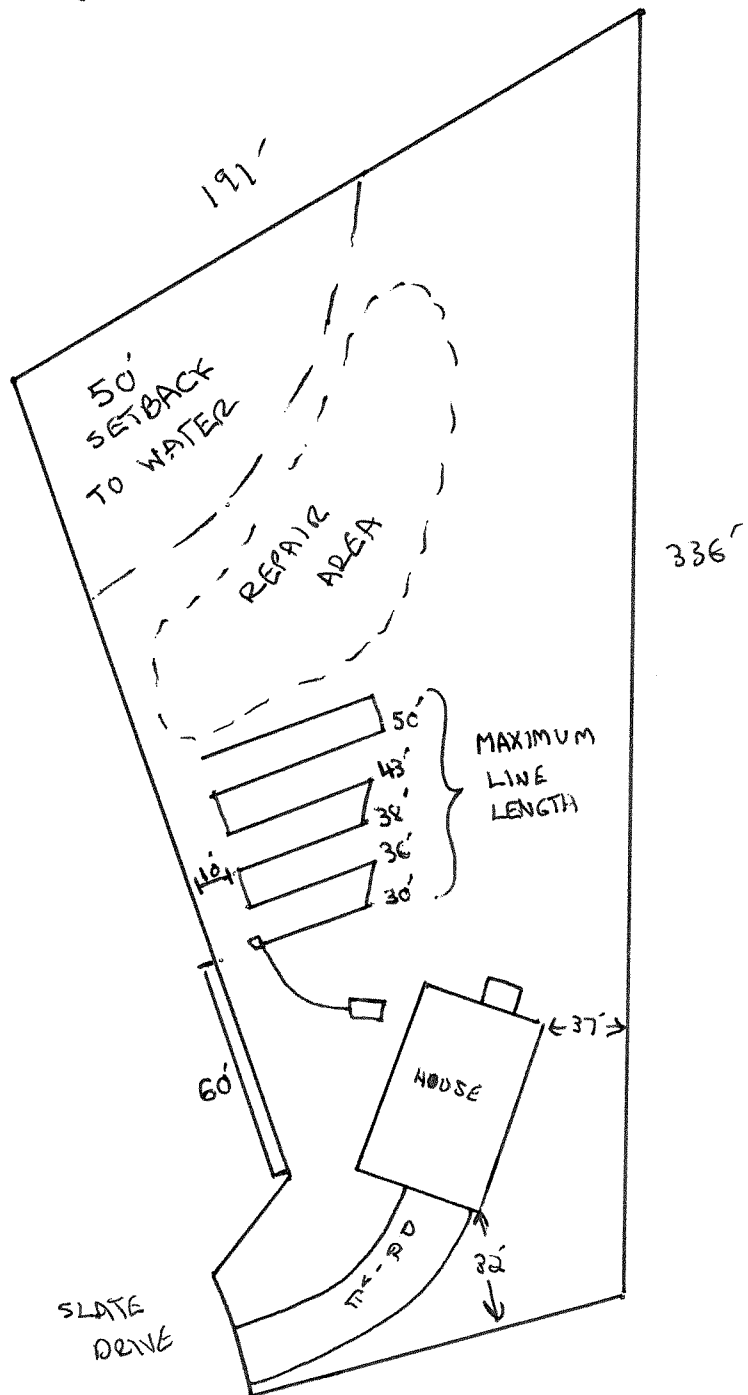 191'
50'
SETBACK
TO WATER
REPAIR
AREA
336'
50'
43'
38'
36'
30'
MAXIMUM
LINE
LENGTH
10'
60'
HOUSE
37'
32'
SLATE
DRIVE